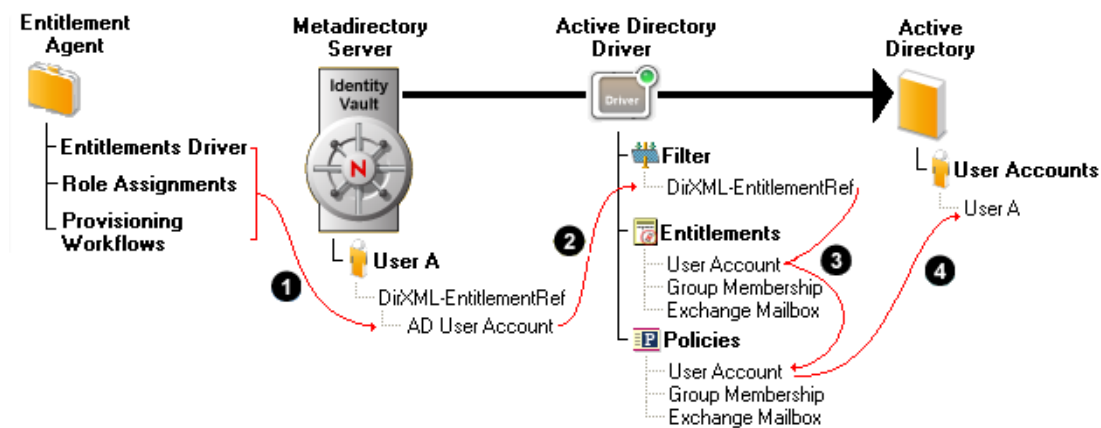 Entitlement
Agent
Entitlements Driver
Role Assignments
Provisioning
Workflows
1
Metadirectory
Server
Identity
Vault
N
User A
DirXML-EntitlementRef
AD User Account
2
Active Directory
Driver
Driver
Filter
DirXML-EntitlementRef
Entitlements
User Account
Group Membership
Exchange Mailbox
3
Policies
P
User Account
Group Membership
Exchange Mailbox
4
Active
Directory
User Accounts
User A